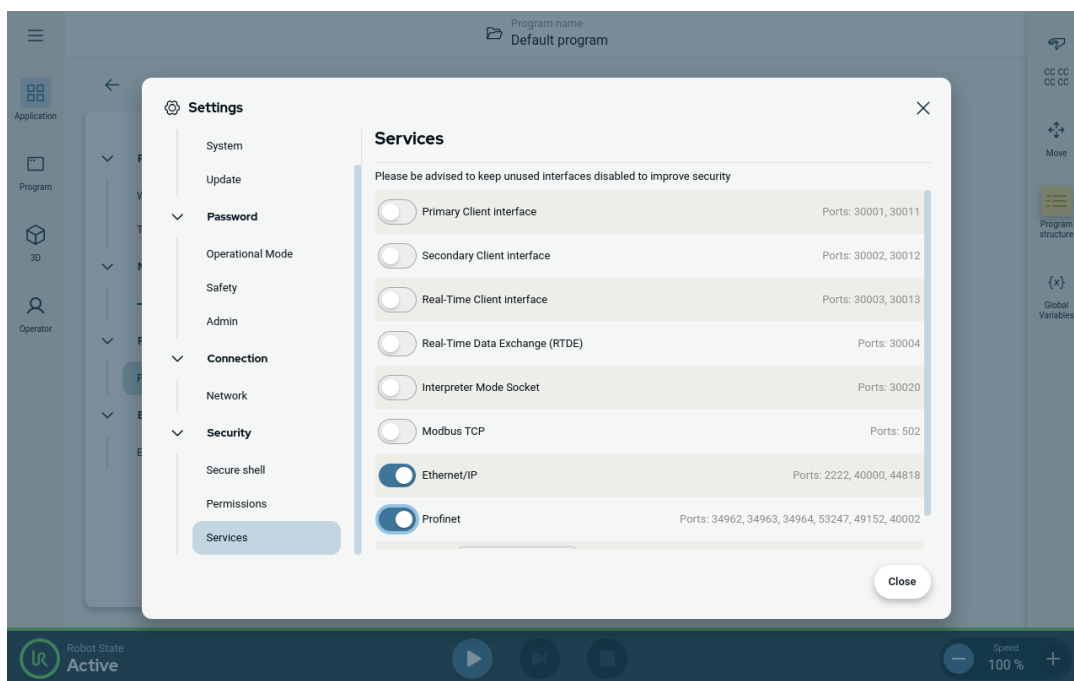 Program name
Default program
Application
Program
3D
Operator
Settings
System
Update
Password
Operational Mode
Safety
Admin
Connection
Network
Security
Secure shell
Permissions
Services
Services
Please be advised to keep unused interfaces disabled to improve security
Primary Client interface Ports: 30001, 30011
Secondary Client interface Ports: 30002, 30012
Real-Time Client interface Ports: 30003, 30013
Real-Time Data Exchange (RTDE) Ports: 30004
Interpreter Mode Socket Ports: 30020
Modbus TCP Ports: 502
Ethernet/IP Ports: 2222, 40000, 44818
Profinet Ports: 34962, 34963, 34964, 53247, 49152, 40002
Close
CC CC
CC CC
Move
Program
structure
{x}
Global
Variables
UR
Robot State
Active
Speed
100 %